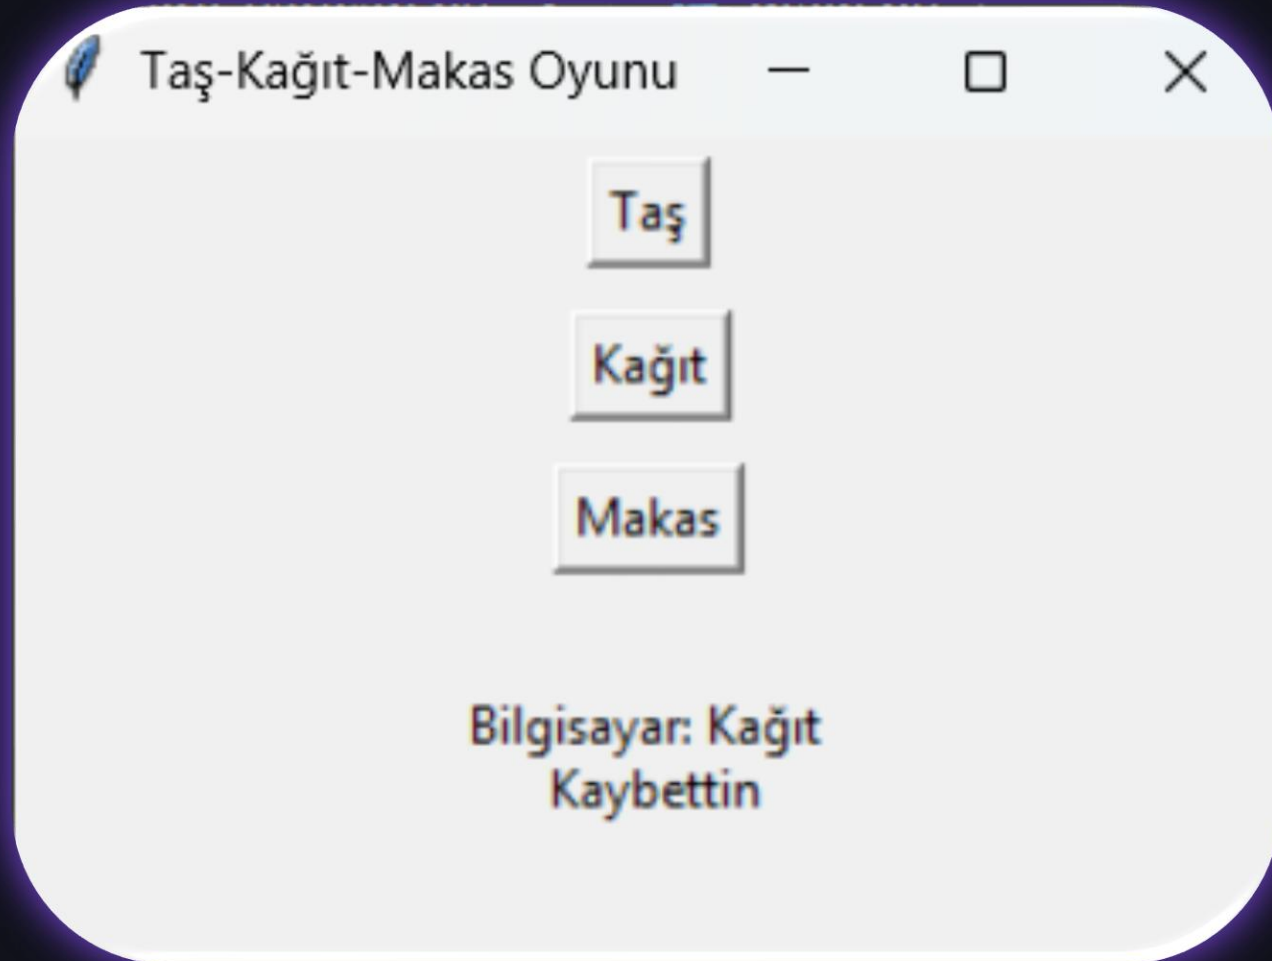 Taş-Kağıt-Makas Oyunu
Taş
Kağıt
Makas
Bilgisayar: Kağıt
Kaybettin